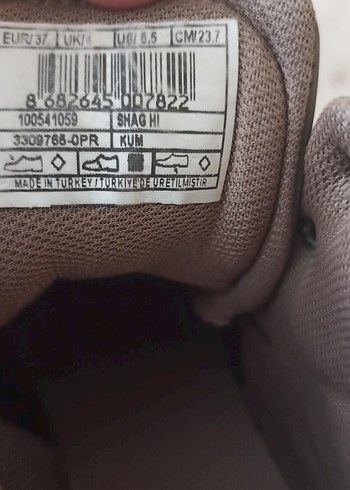 EUR/37 UK/4 US/ 6.5 CM/23.7
8 682645 007822
100541059 SHAG HI
3309765-0PR KUM
MADE IN TURKEY / TÜRKİYE'DE ÜRETİLMİŞTİR